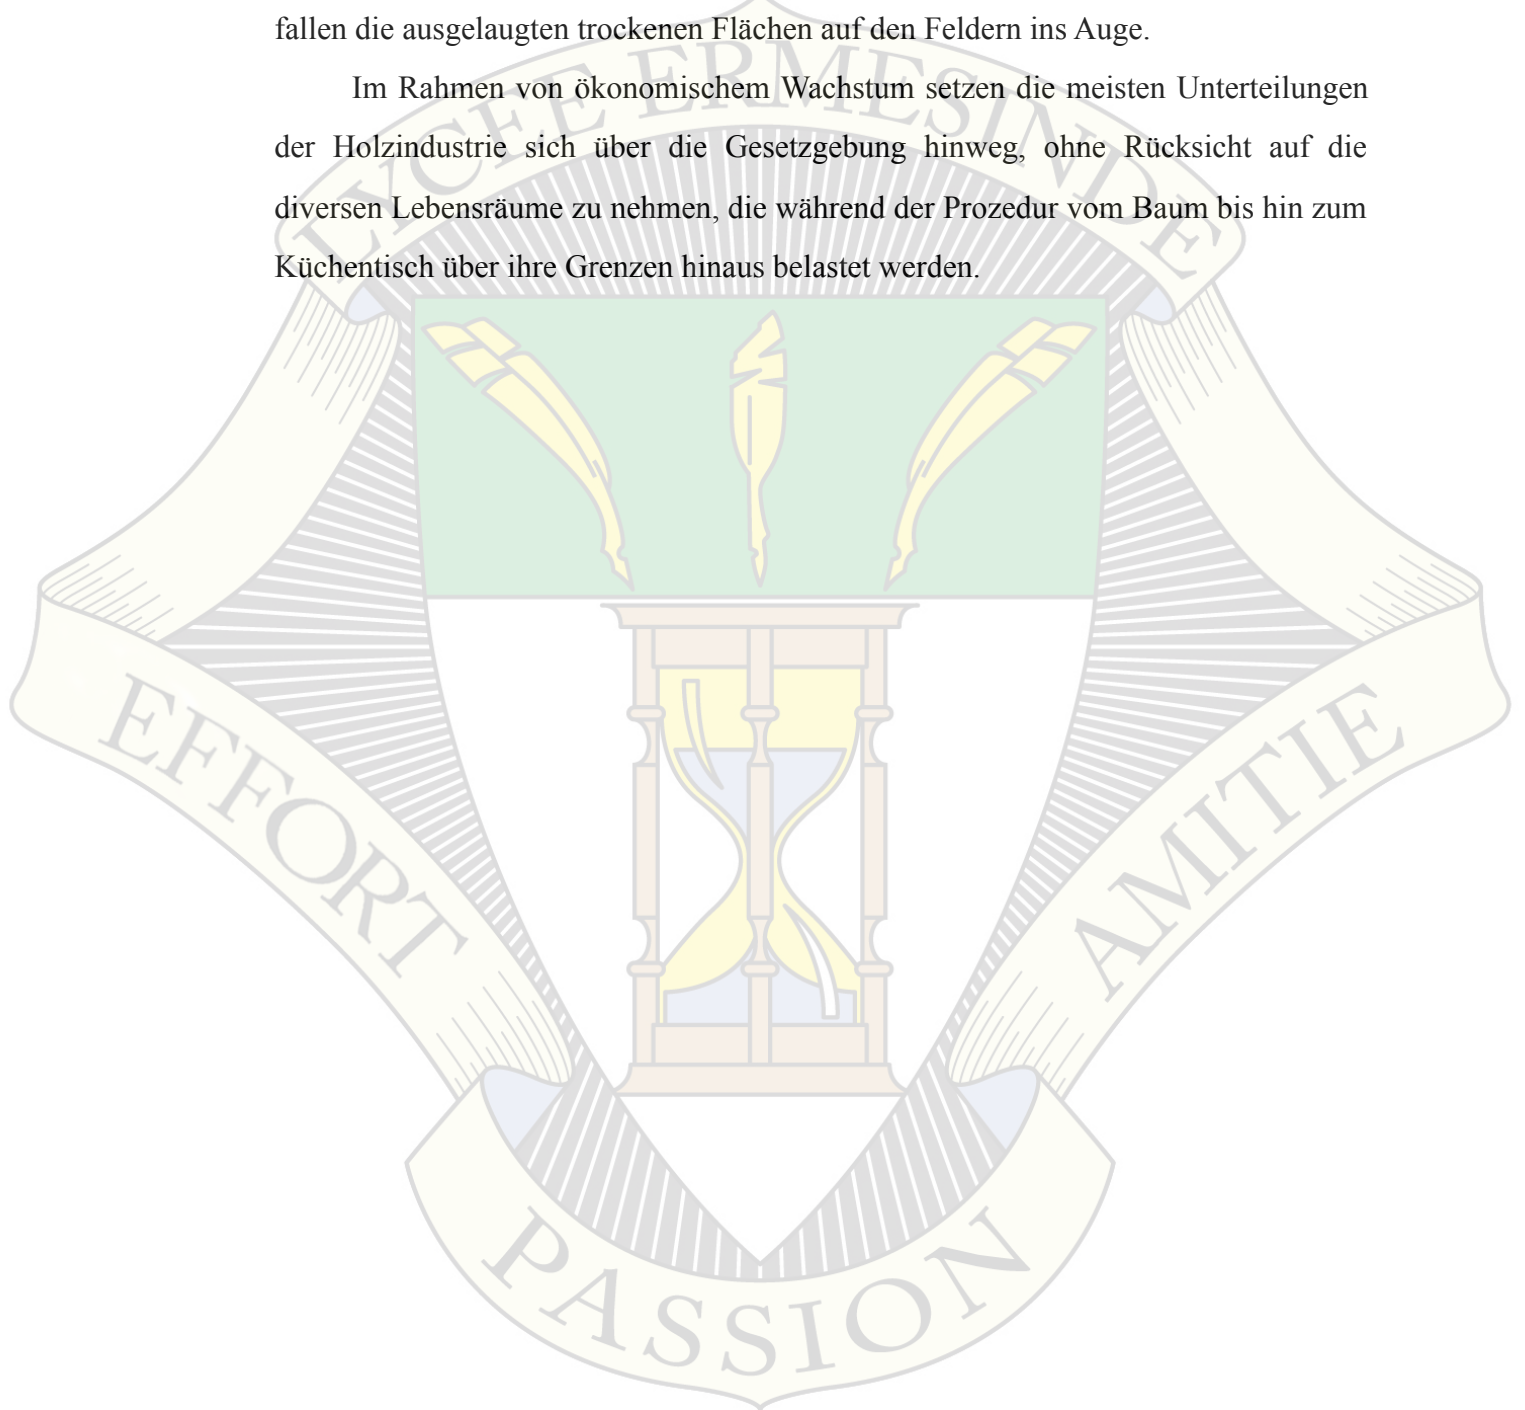 fallen die ausgelaugten trockenen Flächen auf den Feldern ins Auge.
Im Rahmen von ökonomischem Wachstum setzen die meisten Unterteilungen
der Holzindustrie sich über die Gesetzgebung hinweg, ohne Rücksicht auf die
diversen Lebensräume zu nehmen, die während der Prozedur vom Baum bis hin zum
Küchentisch über ihre Grenzen hinaus belastet werden.
LYCEE ERMESINDE
EFFORT
AMITIE
PASSION